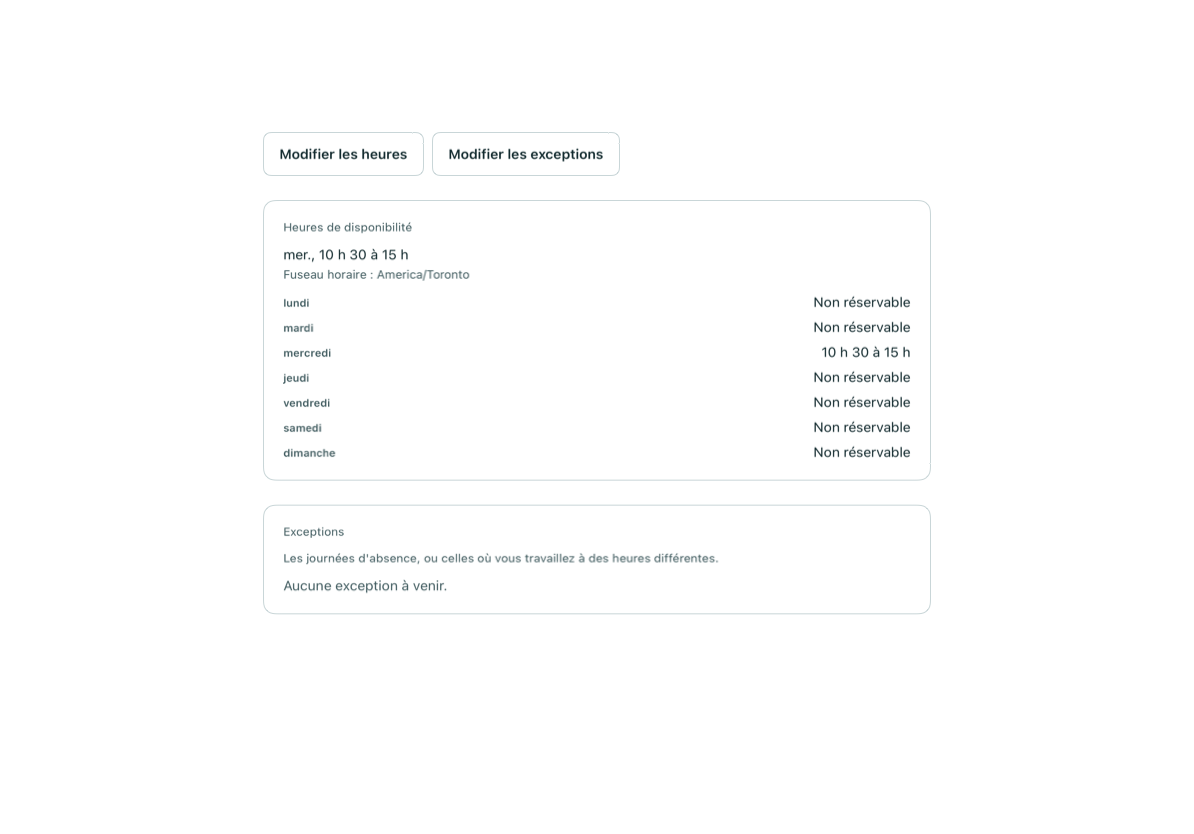 Modifier les heures
Modifier les exceptions
Heures de disponibilité
mer., 10 h 30 à 15 h
Fuseau horaire : America/Toronto
lundi Non réservable
mardi Non réservable
mercredi 10 h 30 à 15 h
jeudi Non réservable
vendredi Non réservable
samedi Non réservable
dimanche Non réservable
Exceptions
Les journées d'absence, ou celles où vous travaillez à des heures différentes.
Aucune exception à venir.